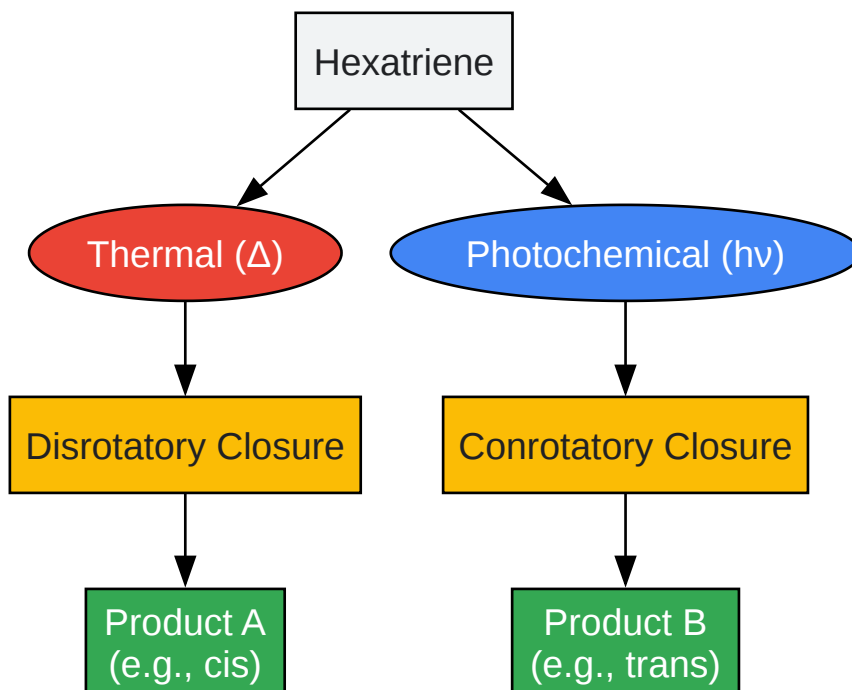 Hexatriene
Thermal (Δ)
Photochemical (hν)
Disrotatory Closure
Conrotatory Closure
Product A
(e.g., cis)
Product B
(e.g., trans)